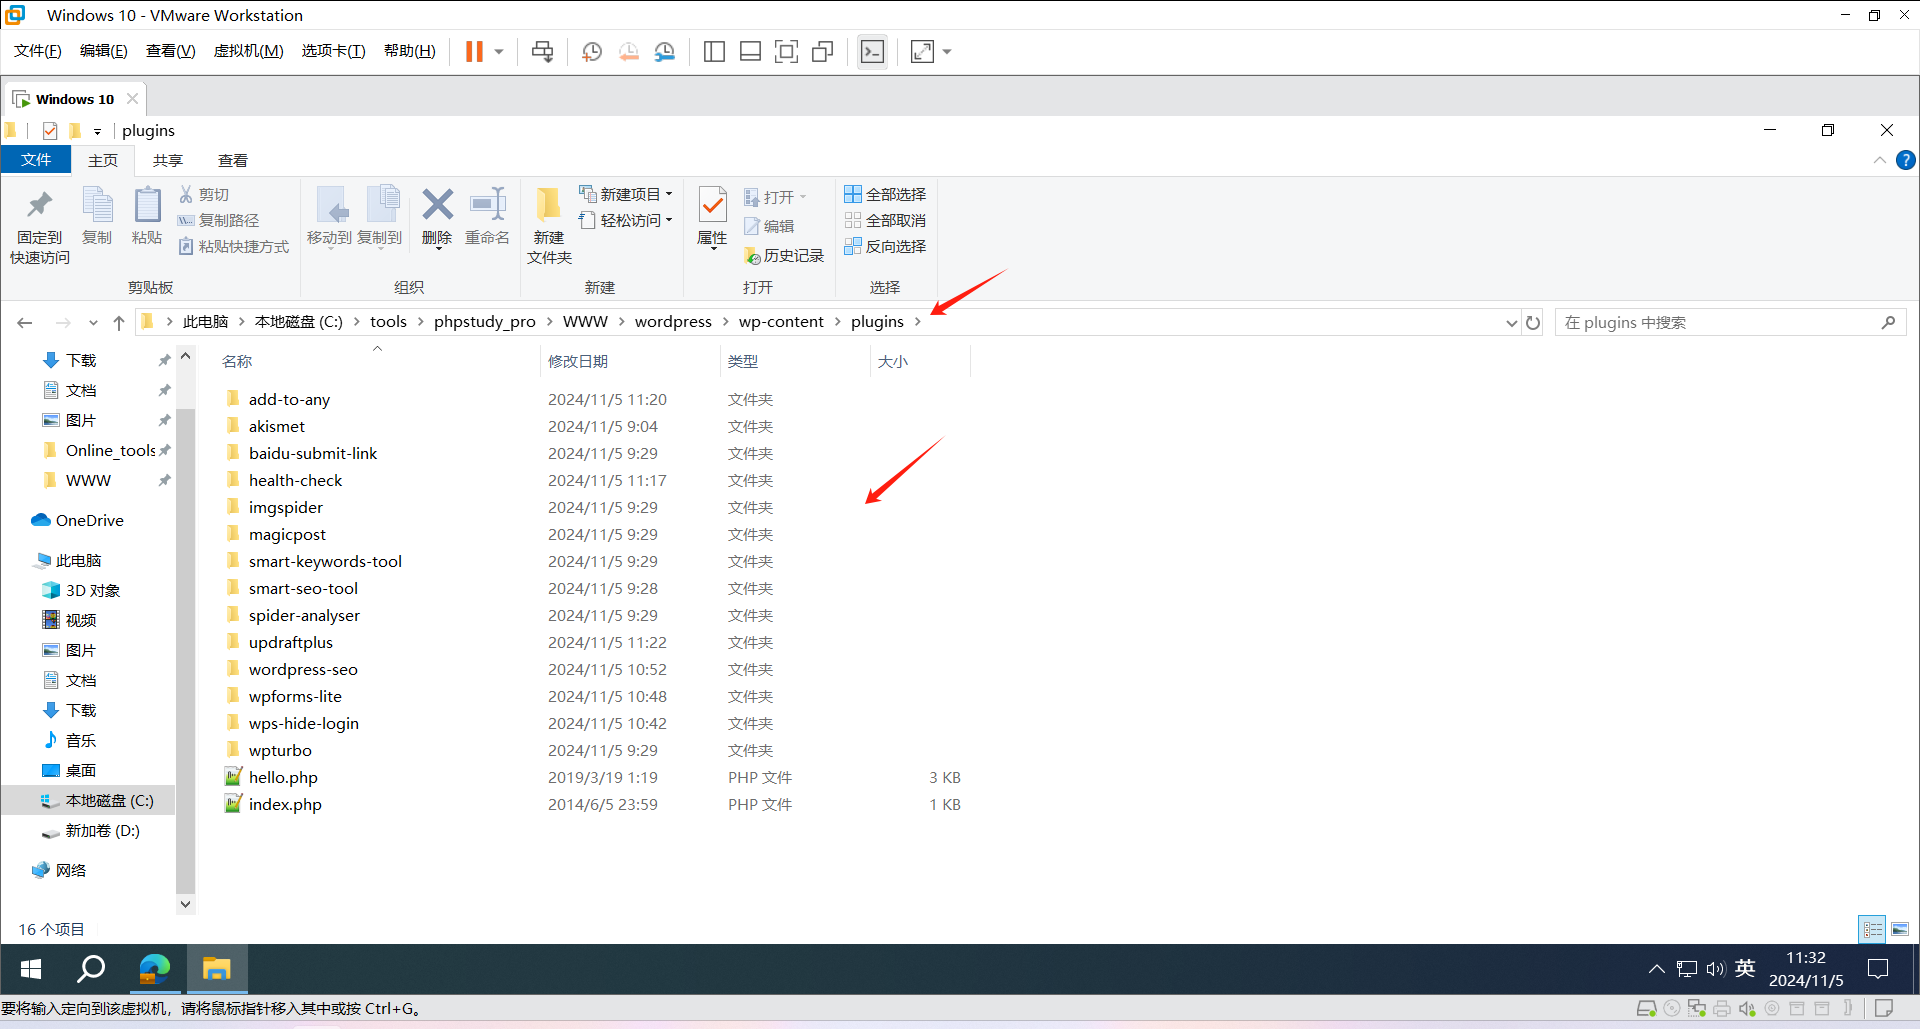 Windows 10 - VMware Workstation
文件(F) 编辑(E) 查看(V) 虚拟机(M) 选项卡(T) 帮助(H)
Windows 10
plugins
文件 主页 共享 查看
固定到快速访问 复制 粘贴 剪切 复制路径 粘贴快捷方式 剪贴板
移动到 复制到 删除 重命名 组织
新建文件夹 新建项目 轻松访问 新建
属性 打开 编辑 历史记录 打开
全部选择 全部取消 反向选择 选择
此电脑 本地磁盘 (C:) tools phpstudy_pro WWW wordpress wp-content plugins
在 plugins 中搜索
下载
文档
图片
Online_tools
WWW
OneDrive
此电脑
3D 对象
视频
图片
文档
下载
音乐
桌面
本地磁盘 (C:)
新加卷 (D:)
网络
名称 修改日期 类型 大小
add-to-any 2024/11/5 11:20 文件夹
akismet 2024/11/5 9:04 文件夹
baidu-submit-link 2024/11/5 9:29 文件夹
health-check 2024/11/5 11:17 文件夹
imgspider 2024/11/5 9:29 文件夹
magicpost 2024/11/5 9:29 文件夹
smart-keywords-tool 2024/11/5 9:29 文件夹
smart-seo-tool 2024/11/5 9:28 文件夹
spider-analyser 2024/11/5 9:29 文件夹
updraftplus 2024/11/5 11:22 文件夹
wordpress-seo 2024/11/5 10:52 文件夹
wpforms-lite 2024/11/5 10:48 文件夹
wps-hide-login 2024/11/5 10:42 文件夹
wpturbo 2024/11/5 9:29 文件夹
hello.php 2019/3/19 1:19 PHP 文件 3 KB
index.php 2014/6/5 23:59 PHP 文件 1 KB
16 个项目
英
11:32
2024/11/5
要将输入定向到该虚拟机，请将鼠标指针移入其中或按 Ctrl+G。